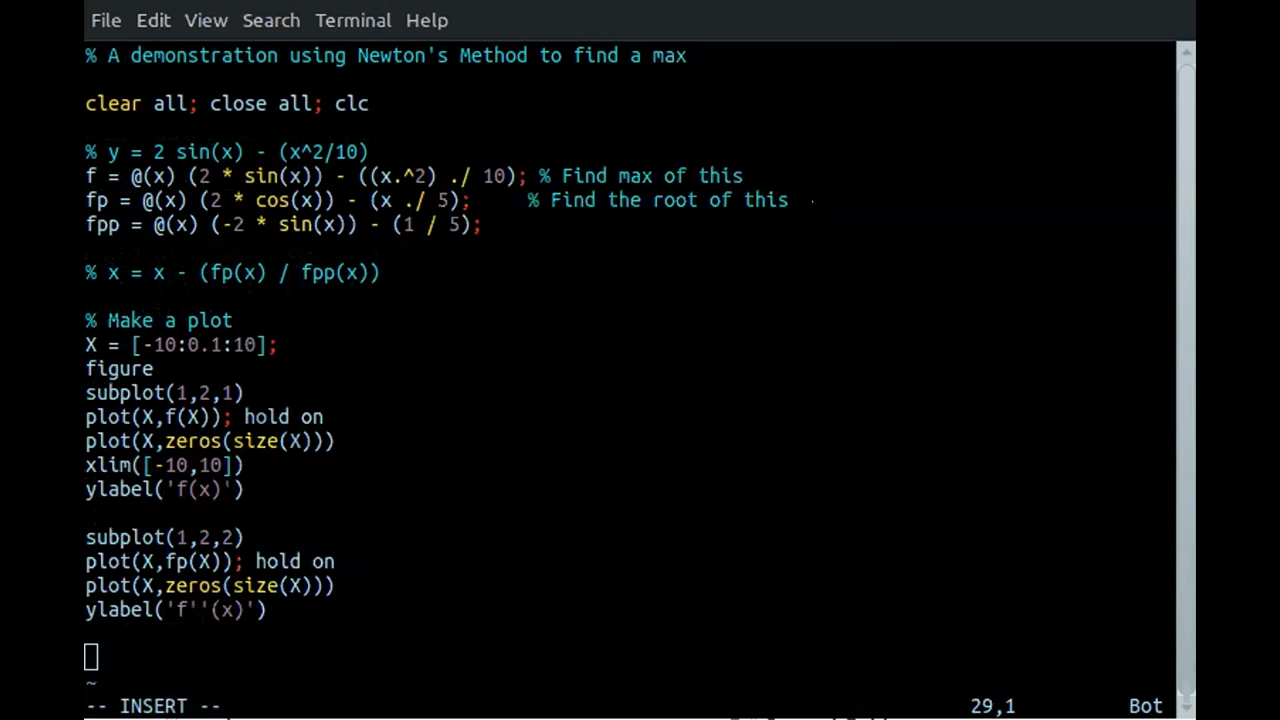 File Edit View Search Terminal Help
% A demonstration using Newton's Method to find a max
clear all; close all; clc
% y = 2 sin(x) - (x^2/10)
f = @(x) (2 * sin(x)) - ((x.^2) ./ 10); % Find max of this
fp = @(x) (2 * cos(x)) - (x ./ 5);     % Find the root of this
fpp = @(x) (-2 * sin(x)) - (1 / 5);
% x = x - (fp(x) / fpp(x))
% Make a plot
X = [-10:0.1:10];
figure
subplot(1,2,1)
plot(X,f(X)); hold on
plot(X,zeros(size(X)))
xlim([-10,10])
ylabel('f(x)')
subplot(1,2,2)
plot(X,fp(X)); hold on
plot(X,zeros(size(X)))
ylabel('f''(x)')
~
-- INSERT -- 29,1 Bot